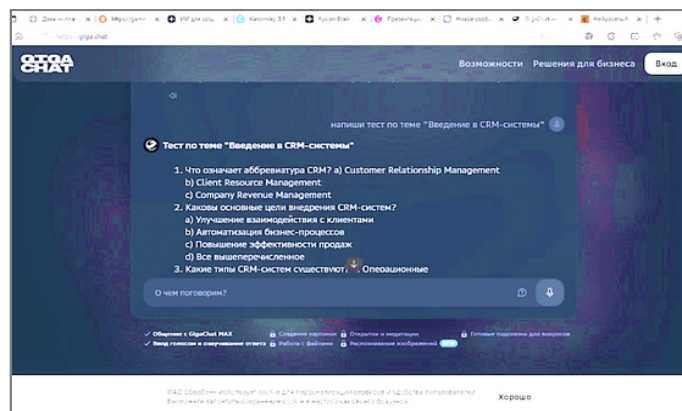 giga.chat
GIGA
CHAT
Возможности Решения для бизнеса Вход
напиши тест по теме "Введение в CRM-системы"
Тест по теме "Введение в CRM-системы"
1. Что означает аббревиатура CRM? a) Customer Relationship Management
b) Client Resource Management
c) Company Revenue Management
2. Каковы основные цели внедрения CRM-систем?
a) Улучшение взаимодействия с клиентами
b) Автоматизация бизнес-процессов
c) Повышение эффективности продаж
d) Все вышеперечисленное
3. Какие типы CRM-систем существуют? Операционные
О чем поговорим?
Общение с GigaChat MAX Создание картинок Открытки и медитации Готовые подсказки для вопросов
Ввод голосом и озвучивание ответа Работа с файлами Распознавание изображений NEW
Хорошо